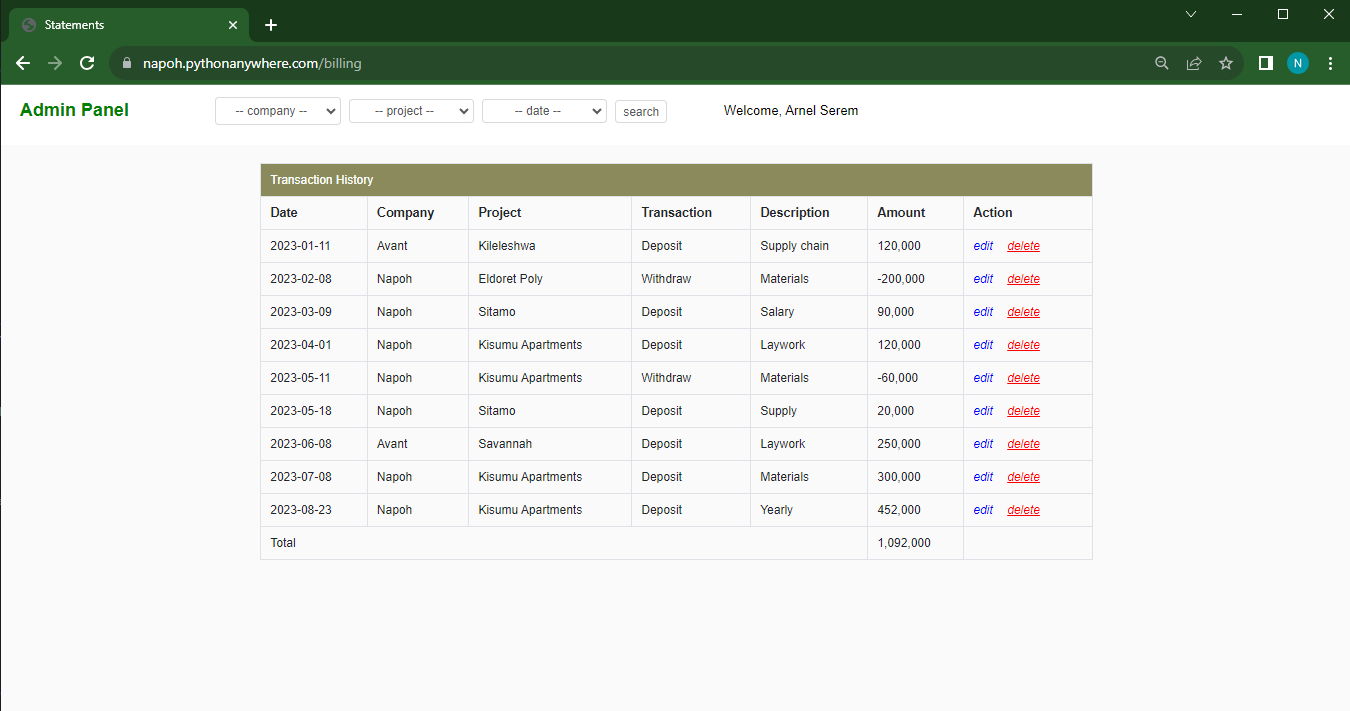 Statements
napoh.pythonanywhere.com/billing
N
Admin Panel
-- company -- -- project -- -- date -- search Welcome, Arnel Serem
Transaction History
Date Company Project Transaction Description Amount Action
2023-01-11 Avant Kileleshwa Deposit Supply chain 120,000 edit delete
2023-02-08 Napoh Eldoret Poly Withdraw Materials -200,000 edit delete
2023-03-09 Napoh Sitamo Deposit Salary 90,000 edit delete
2023-04-01 Napoh Kisumu Apartments Deposit Laywork 120,000 edit delete
2023-05-11 Napoh Kisumu Apartments Withdraw Materials -60,000 edit delete
2023-05-18 Napoh Sitamo Deposit Supply 20,000 edit delete
2023-06-08 Avant Savannah Deposit Laywork 250,000 edit delete
2023-07-08 Napoh Kisumu Apartments Deposit Materials 300,000 edit delete
2023-08-23 Napoh Kisumu Apartments Deposit Yearly 452,000 edit delete
Total 1,092,000